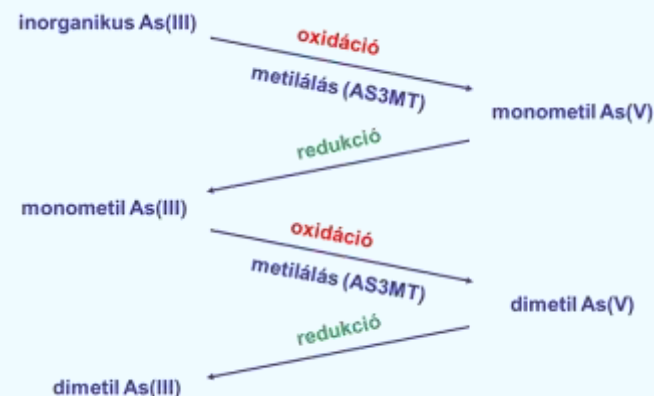 inorganikus As(III)
oxidáció
metilálás (AS3MT)
monometil As(V)
redukció
monometil As(III)
oxidáció
metilálás (AS3MT)
dimetil As(V)
redukció
dimetil As(III)